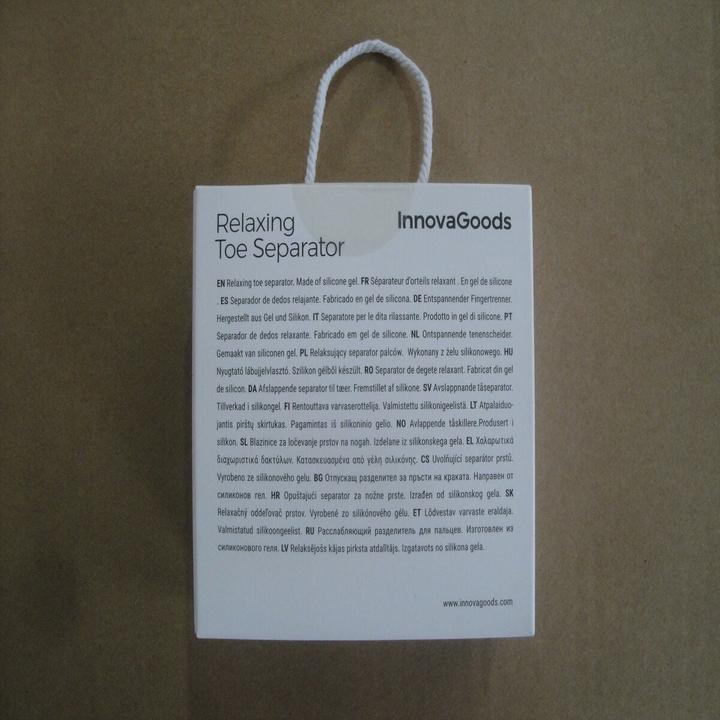 Relaxing
Toe Separator
InnovaGoods
EN Relaxing toe separator. Made of silicone gel. FR Séparateur d'orteils relaxant . En gel de silicone
. ES Separador de dedos relajante. Fabricado en gel de silicona. DE Entspannender Fingertrenner.
Hergestellt aus Gel und Silikon. IT Separatore per le dita rilassante. Prodotto in gel di silicone. PT
Separador de dedos relaxante. Fabricado em gel de silicone. NL Ontspannende tenenscheider.
Gemaakt van siliconen gel. PL Relaksujący separator palców. Wykonany z żelu silikonowego. HU
Nyugtató lábujjelvlasztó. Szilikon gélből készült. RO Separator de degete relaxant. Fabricat din gel
de silicon. DA Afslappende separator til tæer. Fremstillet af silikone. SV Avslappnande tåseparator.
Tillverkad i silikongel. FI Rentouttava varvaserottelija. Valmistettu silikonigeelistä. LT Atpalaiduo-
jantis pirštų skirtukas. Pagamintas iš silikoninio gelio. NO Avlappende tåskillere.Produsert i
silikon. SL Blazinice za ločevanje prstov na nogah. Izdelane iz silikonskega gela. EL Χαλαρωτικά
διαχωριστικά δακτύλων. Κατασκευασμένα από γέλη σιλικόνης. CS Uvolňující separátor prstů.
Vyrobeno ze silikonového gelu. BG Отпускащ разделител за пръсти на краката. Направен от
силиконов гел. HR Opuštajući separator za nožne prste. Izrađen od silikonskog gela. SK
Relaxačný oddeľovač prstov. Vyrobené zo silikónového gélu. ET Lõdvestav varvaste eraldaja.
Valmistatud silikoongeelist. RU Расслабляющий разделитель для пальцев. Изготовлен из
силиконового геля. LV Relaksējošs kājas pirksta atdalītājs. Izgatavots no silikona gela.
www.innovagoods.com